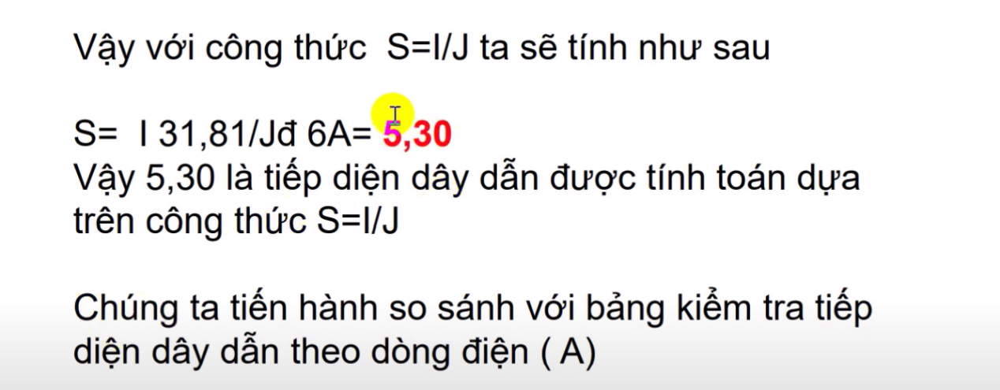 Vậy với công thức S=I/J ta sẽ tính như sau
S= I 31,81/Jđ 6A= 5,30
Vậy 5,30 là tiếp diện dây dẫn được tính toán dựa
trên công thức S=I/J
Chúng ta tiến hành so sánh với bảng kiểm tra tiếp
diện dây dẫn theo dòng điện ( A)